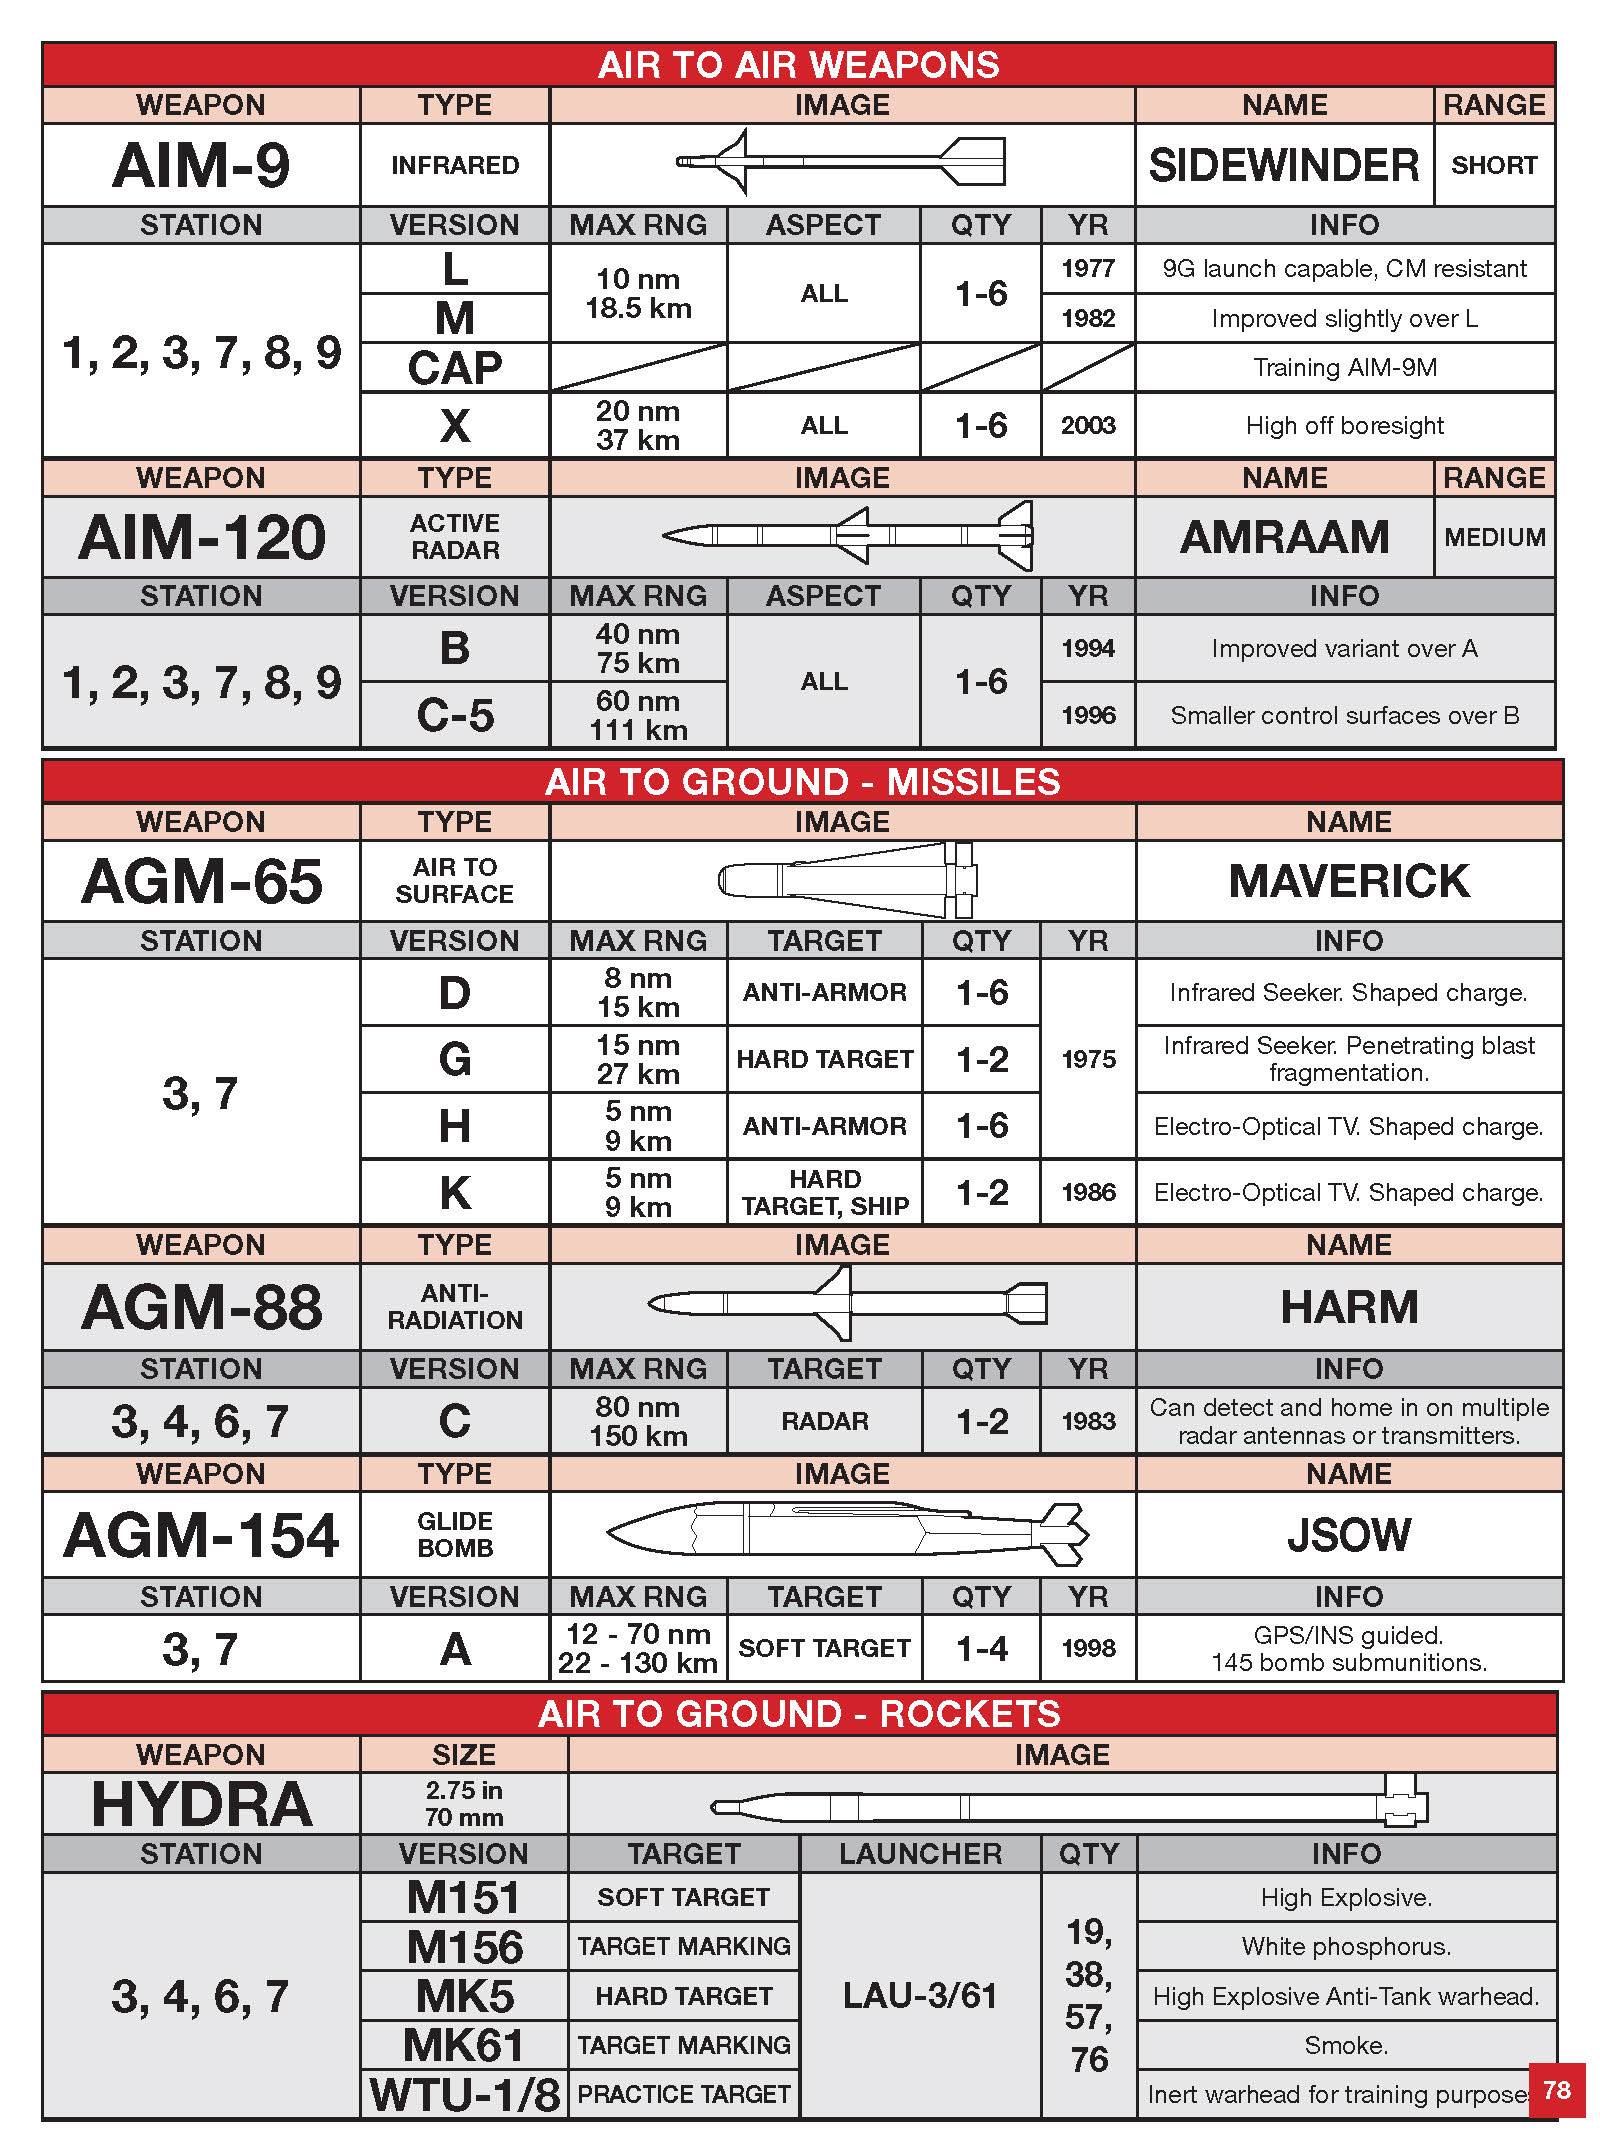 AIR TO AIR WEAPONS
WEAPON TYPE IMAGE NAME RANGE
AIM-9 INFRARED SIDEWINDER SHORT
STATION VERSION MAX RNG ASPECT QTY YR INFO
1, 2, 3, 7, 8, 9
L 10 nm 18.5 km ALL 1-6 1977 9G launch capable, CM resistant
M 1982 Improved slightly over L
CAP Training AIM-9M
X 20 nm 37 km ALL 1-6 2003 High off boresight
WEAPON TYPE IMAGE NAME RANGE
AIM-120 ACTIVE RADAR AMRAAM MEDIUM
STATION VERSION MAX RNG ASPECT QTY YR INFO
1, 2, 3, 7, 8, 9
B 40 nm 75 km ALL 1-6 1994 Improved variant over A
C-5 60 nm 111 km 1996 Smaller control surfaces over B
AIR TO GROUND - MISSILES
WEAPON TYPE IMAGE NAME
AGM-65 AIR TO SURFACE MAVERICK
STATION VERSION MAX RNG TARGET QTY YR INFO
3, 7
D 8 nm 15 km ANTI-ARMOR 1-6 1975 Infrared Seeker. Shaped charge.
G 15 nm 27 km HARD TARGET 1-2 Infrared Seeker. Penetrating blast fragmentation.
H 5 nm 9 km ANTI-ARMOR 1-6 Electro-Optical TV. Shaped charge.
K 5 nm 9 km HARD TARGET, SHIP 1-2 1986 Electro-Optical TV. Shaped charge.
WEAPON TYPE IMAGE NAME
AGM-88 ANTI-RADIATION HARM
STATION VERSION MAX RNG TARGET QTY YR INFO
3, 4, 6, 7 C 80 nm 150 km RADAR 1-2 1983 Can detect and home in on multiple radar antennas or transmitters.
WEAPON TYPE IMAGE NAME
AGM-154 GLIDE BOMB JSOW
STATION VERSION MAX RNG TARGET QTY YR INFO
3, 7 A 12 - 70 nm 22 - 130 km SOFT TARGET 1-4 1998 GPS/INS guided. 145 bomb submunitions.
AIR TO GROUND - ROCKETS
WEAPON SIZE IMAGE
HYDRA 2.75 in 70 mm
STATION VERSION TARGET LAUNCHER QTY INFO
3, 4, 6, 7
M151 SOFT TARGET LAU-3/61 19, 38, 57, 76 High Explosive.
M156 TARGET MARKING White phosphorus.
MK5 HARD TARGET High Explosive Anti-Tank warhead.
MK61 TARGET MARKING Smoke.
WTU-1/8 PRACTICE TARGET Inert warhead for training purposes
78